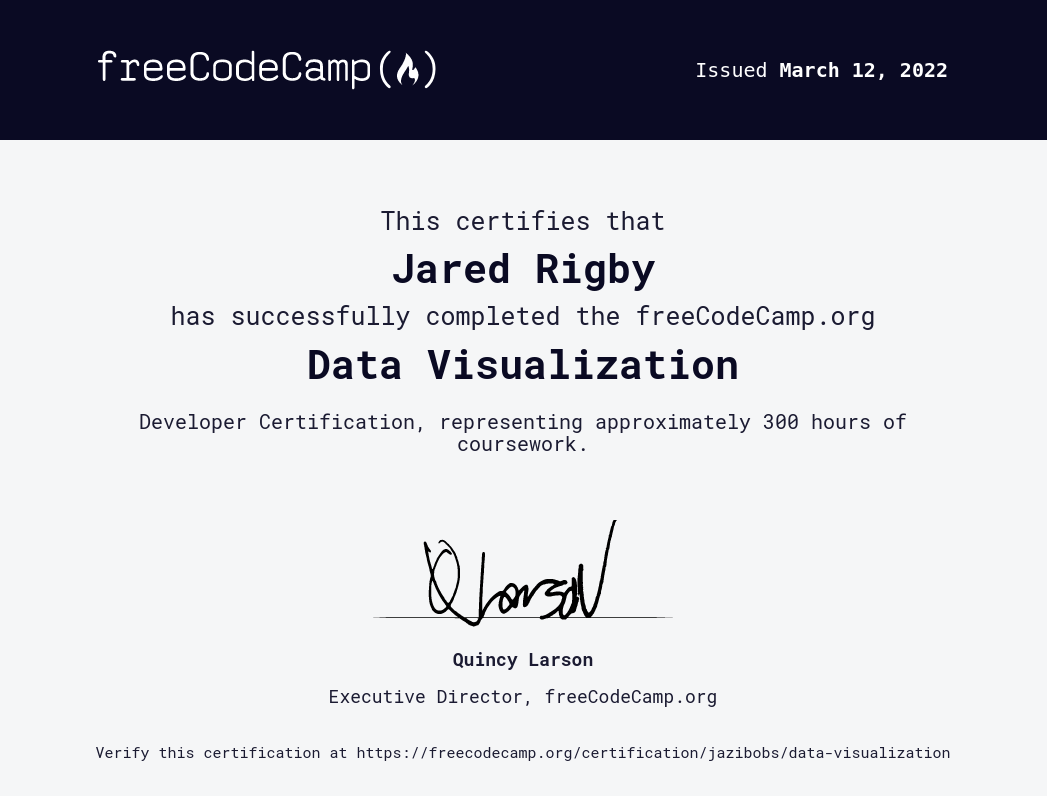 freeCodeCamp(🔥)
Issued March 12, 2022
This certifies that
Jared Rigby
has successfully completed the freeCodeCamp.org
Data Visualization
Developer Certification, representing approximately 300 hours of
coursework.
Q Larson
Quincy Larson
Executive Director, freeCodeCamp.org
Verify this certification at https://freecodecamp.org/certification/jazibobs/data-visualization